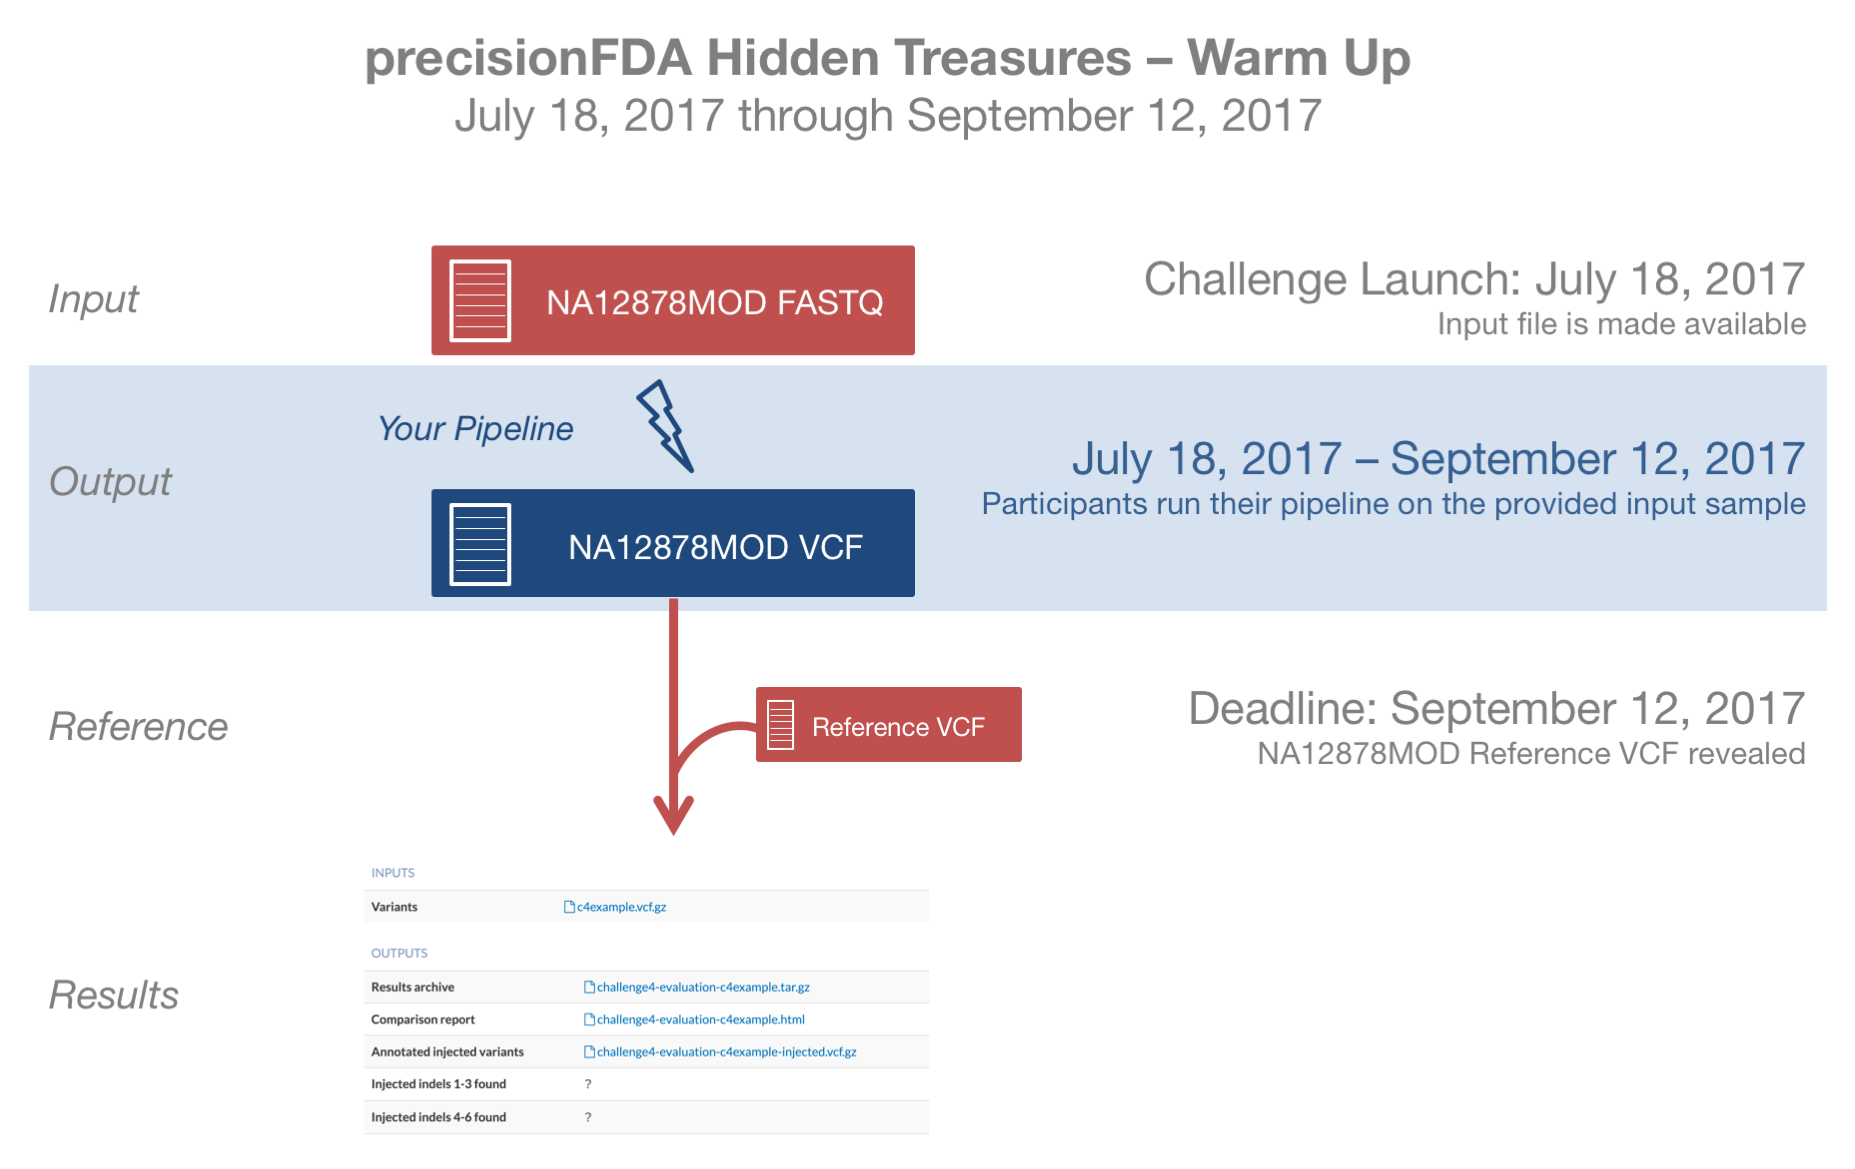 precisionFDA Hidden Treasures – Warm Up
July 18, 2017 through September 12, 2017
Input
NA12878MOD FASTQ
Challenge Launch: July 18, 2017
Input file is made available
Your Pipeline
Output
July 18, 2017 – September 12, 2017
Participants run their pipeline on the provided input sample
NA12878MOD VCF
Reference
Reference VCF
Deadline: September 12, 2017
NA12878MOD Reference VCF revealed
Results
INPUTS
Variants c4example.vcf.gz
OUTPUTS
Results archive challenge4-evaluation-c4example.tar.gz
Comparison report challenge4-evaluation-c4example.html
Annotated injected variants challenge4-evaluation-c4example-injected.vcf.gz
Injected indels 1-3 found ?
Injected indels 4-6 found ?